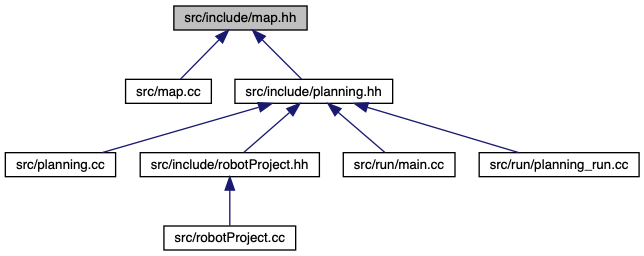 src/include/map.hh
src/map.cc
src/include/planning.hh
src/planning.cc
src/include/robotProject.hh
src/run/main.cc
src/run/planning_run.cc
src/robotProject.cc